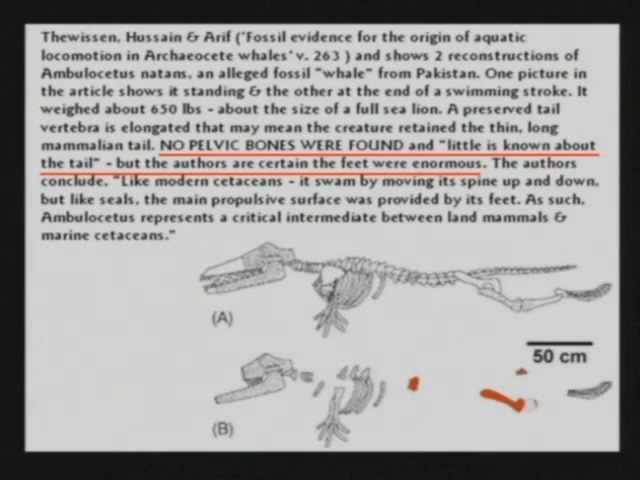 Thewissen, Hussain & Arif ("Fossil evidence for the origin of aquatic
locomotion in Archaeocete whales" v. 263 ) and shows 2 reconstructions of
Ambulocetus natans, an alleged fossil "whale" from Pakistan. One picture in
the article shows it standing & the other at the end of a swimming stroke. It
weighed about 650 lbs - about the size of a full sea lion. A preserved tail
vertebra is elongated that may mean the creature retained the thin, long
mammalian tail. NO PELVIC BONES WERE FOUND and "little is known about
the tail" - but the authors are certain the feet were enormous. The authors
conclude, "Like modern cetaceans - it swam by moving its spine up and down,
but like seals, the main propulsive surface was provided by its feet. As such,
Ambulocetus represents a critical intermediate between land mammals &
marine cetaceans."
(A)
50 cm
(B)